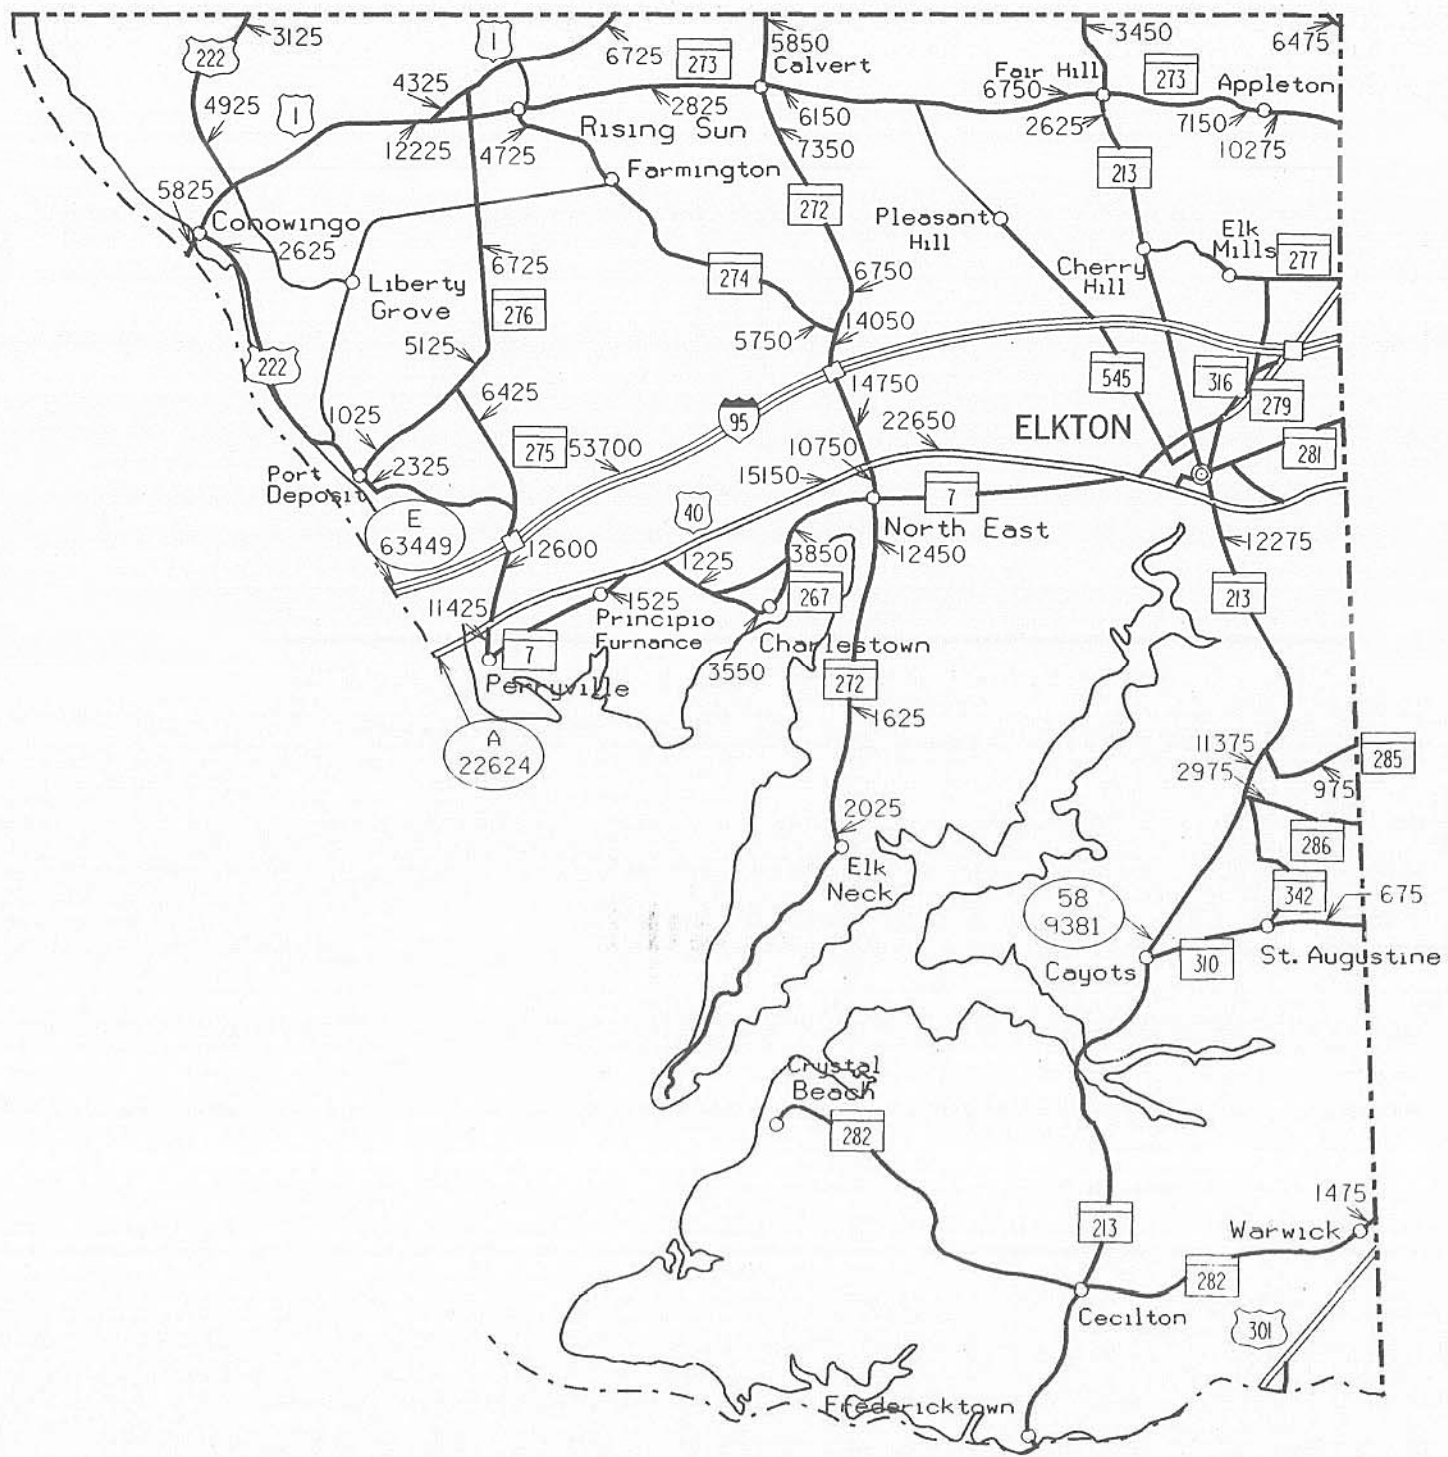 222
3125
1
6725
273
5850
Calvert
3450
6475
4325
4925
1
12225
4725
Rising Sun
2825
6150
7350
Fair Hill
6750
273
Appleton
2625
7150
10275
Farmington
213
5825
Conowingo
2625
272
Pleasant
Hill
Elk
Mills
277
Cherry
Hill
Liberty
Grove
6725
276
274
6750
5125
5750
14050
222
6425
95
14750
545
316
279
1025
275
53700
10750
22650
ELKTON
281
Port
Deposit
2325
15150
7
E
63449
40
North East
12600
1225
3850
12450
12275
11425
1525
267
213
Principio
Furnance
7
3550
Charlestown
Perryville
272
1625
A
22624
11375
2975
285
975
2025
286
Elk
Neck
342
675
58
9381
Cayots
310
St. Augustine
Crystal
Beach
282
1475
213
Warwick
282
Cecilton
301
Fredericktown